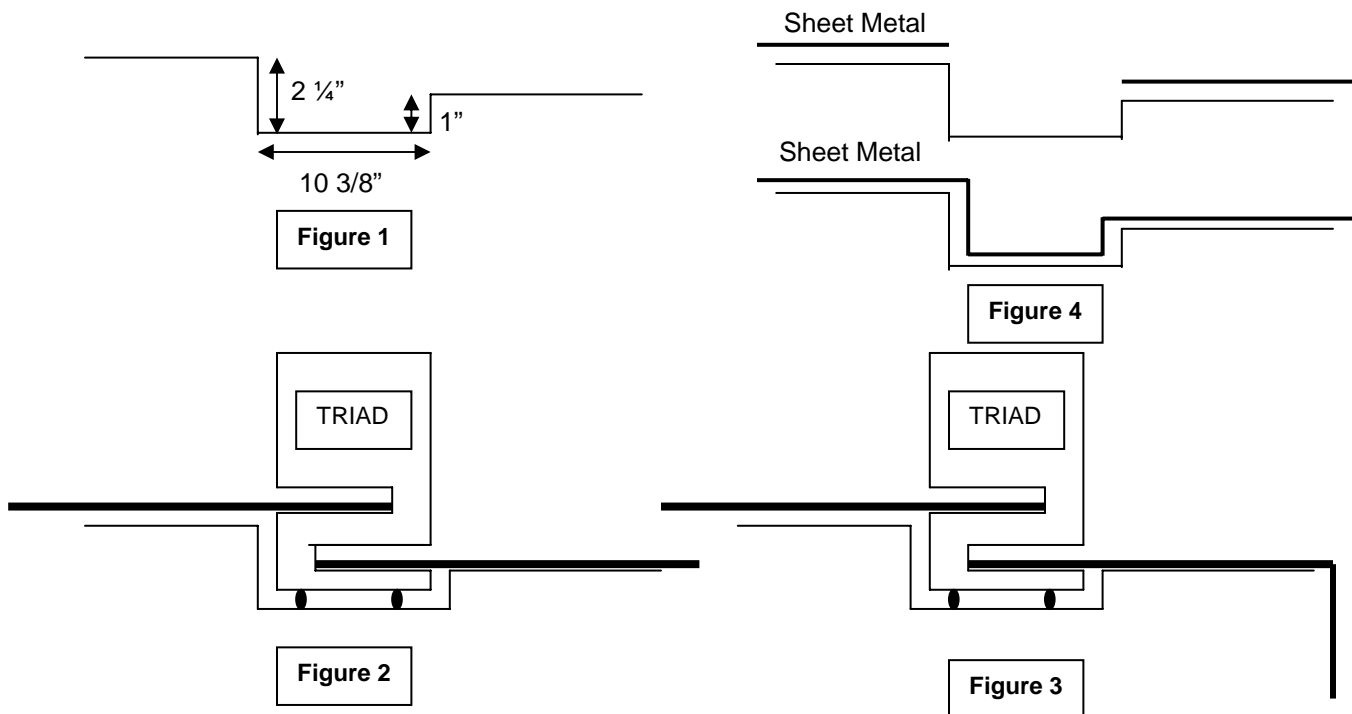 2 ¼”
1”
10 3/8”
Figure 1
Sheet Metal
Sheet Metal
Figure 4
TRIAD
Figure 2
TRIAD
Figure 3